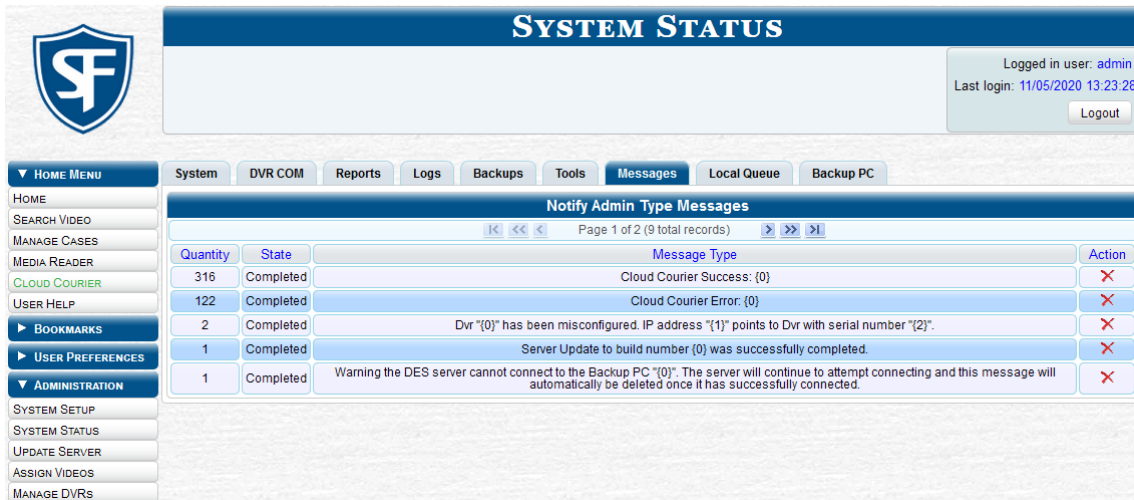 SYSTEM STATUS
SF
Logged in user: admin
Last login: 11/05/2020 13:23:28
Logout
▼ HOME MENU
HOME
SEARCH VIDEO
MANAGE CASES
MEDIA READER
CLOUD COURIER
USER HELP
▶ BOOKMARKS
▶ USER PREFERENCES
▼ ADMINISTRATION
SYSTEM SETUP
SYSTEM STATUS
UPDATE SERVER
ASSIGN VIDEOS
MANAGE DVRS
System DVR COM Reports Logs Backups Tools Messages Local Queue Backup PC
Notify Admin Type Messages
Page 1 of 2 (9 total records)
Quantity State Message Type Action
316 Completed Cloud Courier Success: {0}
122 Completed Cloud Courier Error: {0}
2 Completed Dvr "{0}" has been misconfigured. IP address "{1}" points to Dvr with serial number "{2}".
1 Completed Server Update to build number {0} was successfully completed.
1 Completed Warning the DES server cannot connect to the Backup PC "{0}". The server will continue to attempt connecting and this message will
automatically be deleted once it has successfully connected.